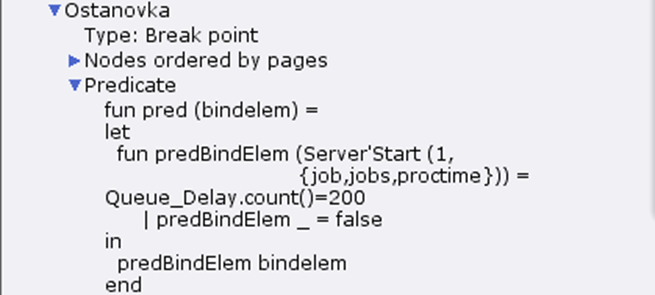 Ostanovka
Type: Break point
Nodes ordered by pages
Predicate
fun pred (bindelem) =
let
fun predBindElem (Server'Start (1,
{job,jobs,proctime})) =
Queue_Delay.count()=200
| predBindElem _ = false
in
predBindElem bindelem
end